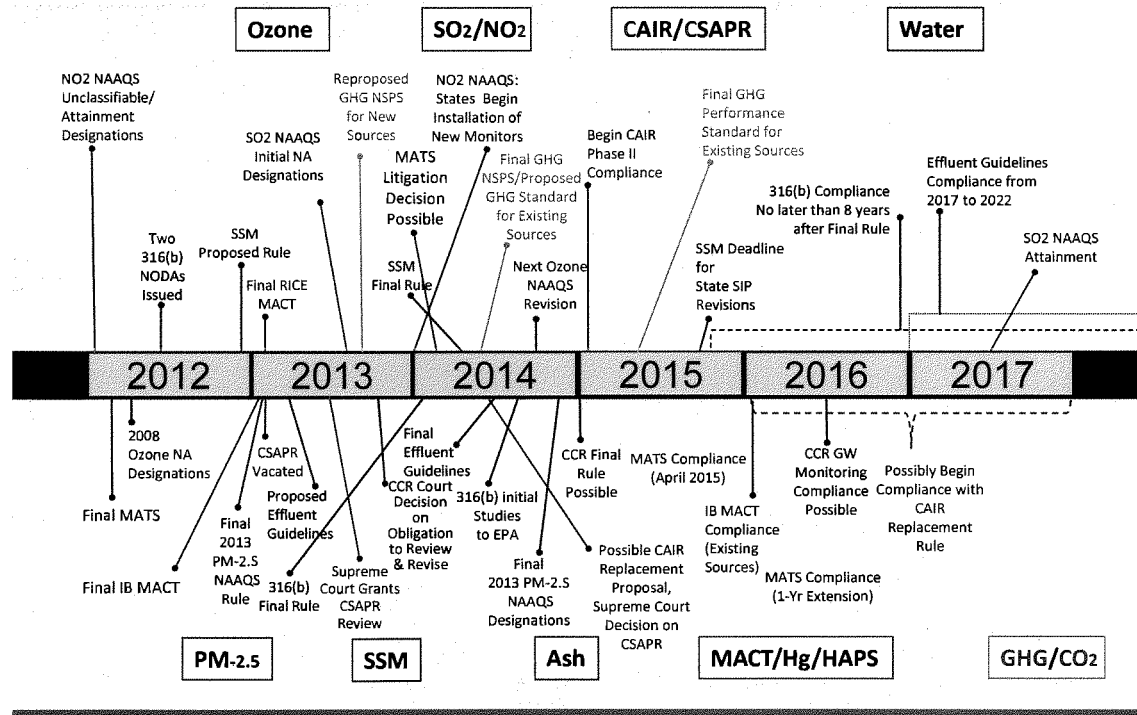 Ozone
SO2/NO2
CAIR/CSAPR
Water
NO2 NAAQS
Unclassifiable/
Attainment
Designations
Two
316(b)
NODAs
Issued
SSM
Proposed Rule
Final RICE
MACT
SO2 NAAQS
Initial NA
Designations
Reproposed
GHG NSPS
for New
Sources
MATS
Litigation
Decision
Possible
SSM
Final Rule
NO2 NAAQS:
States Begin
Installation of
New Monitors
Final GHG
NSPS/Proposed
GHG Standard
for Existing
Sources
Next Ozone
NAAQS
Revision
Begin CAIR
Phase II
Compliance
Final GHG
Performance
Standard for
Existing Sources
SSM Deadline
for
State SIP
Revisions
316(b) Compliance
No later than 8 years
after Final Rule
Effluent Guidelines
Compliance from
2017 to 2022
SO2 NAAQS
Attainment
2012
2013
2014
2015
2016
2017
Final MATS
2008
Ozone NA
Designations
Final IB MACT
Final
2013
PM-2.S
NAAQS
Rule
CSAPR
Vacated
Proposed
Effluent
Guidelines
316(b)
Final Rule
Supreme
Court Grants
CSAPR
Review
Final
Effluent
Guidelines
CCR Court
Decision
on
Obligation
to Review
& Revise
316(b) initial
Studies
to EPA
Final
2013 PM-2.S
NAAQS
Designations
CCR Final
Rule
Possible
Possible CAIR
Replacement
Proposal,
Supreme Court
Decision on
CSAPR
MATS Compliance
(April 2015)
IB MACT
Compliance
(Existing
Sources)
MATS Compliance
(1-Yr Extension)
CCR GW
Monitoring
Compliance
Possible
Possibly Begin
Compliance with
CAIR
Replacement
Rule
PM-2.5
SSM
Ash
MACT/Hg/HAPS
GHG/CO2